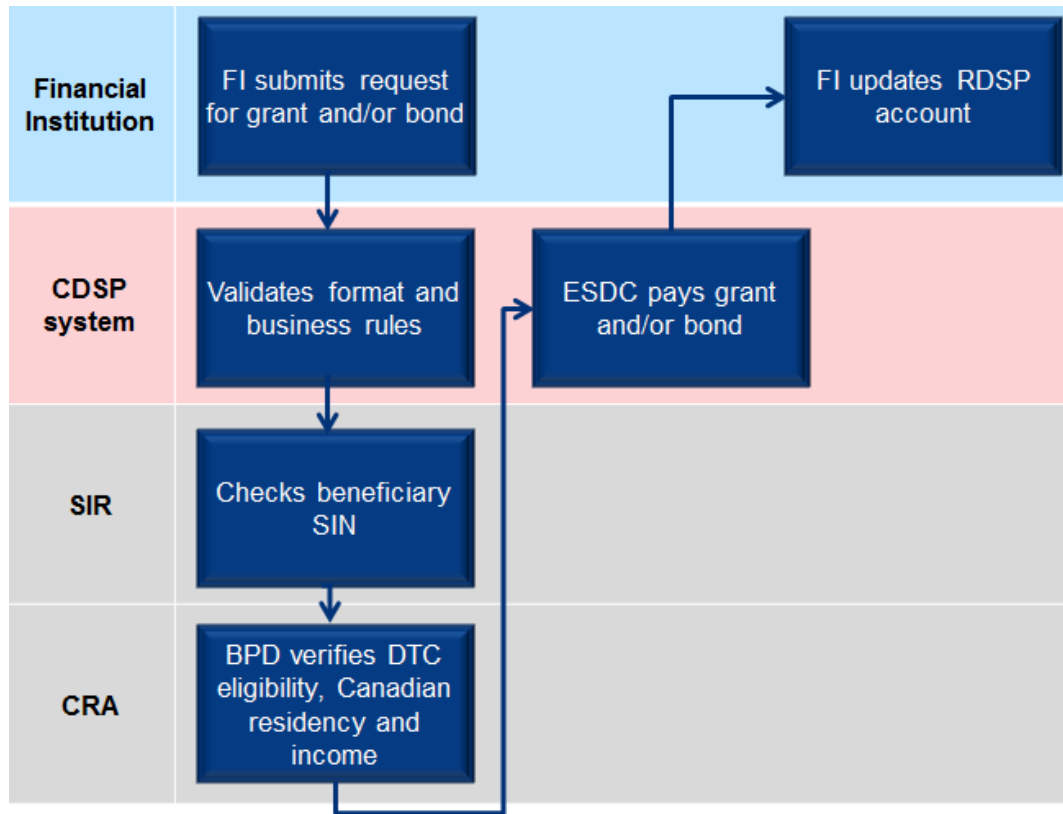 Financial
Institution
FI submits request
for grant and/or bond
FI updates RDSP
account
CDSP
system
Validates format and
business rules
ESDC pays grant
and/or bond
SIR
Checks beneficiary
SIN
CRA
BPD verifies DTC
eligibility, Canadian
residency and
income